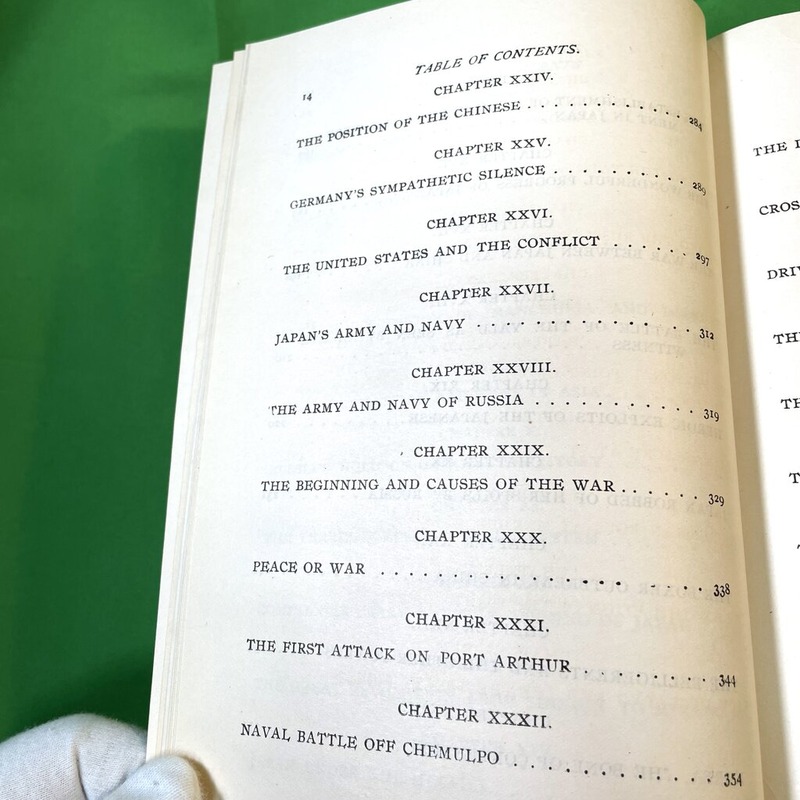 TABLE OF CONTENTS.
14
CHAPTER XXIV.
THE POSITION OF THE CHINESE . . . . . . . . . . . 284
CHAPTER XXV.
GERMANY'S SYMPATHETIC SILENCE . . . . . . . . . . 289
CHAPTER XXVI.
THE UNITED STATES AND THE CONFLICT . . . . . . 297
CHAPTER XXVII.
JAPAN'S ARMY AND NAVY . . . . . . . . . . . . . . . 312
CHAPTER XXVIII.
THE ARMY AND NAVY OF RUSSIA . . . . . . . . . . . 319
CHAPTER XXIX.
THE BEGINNING AND CAUSES OF THE WAR . . . . . . 329
CHAPTER XXX.
PEACE OR WAR . . . . . . . . . . . . . . . . . . . 338
CHAPTER XXXI.
THE FIRST ATTACK ON PORT ARTHUR . . . . . . . . 344
CHAPTER XXXII.
NAVAL BATTLE OFF CHEMULPO . . . . . . . . . . . . 354
THE
CROS
DRIV
THE
TH
T